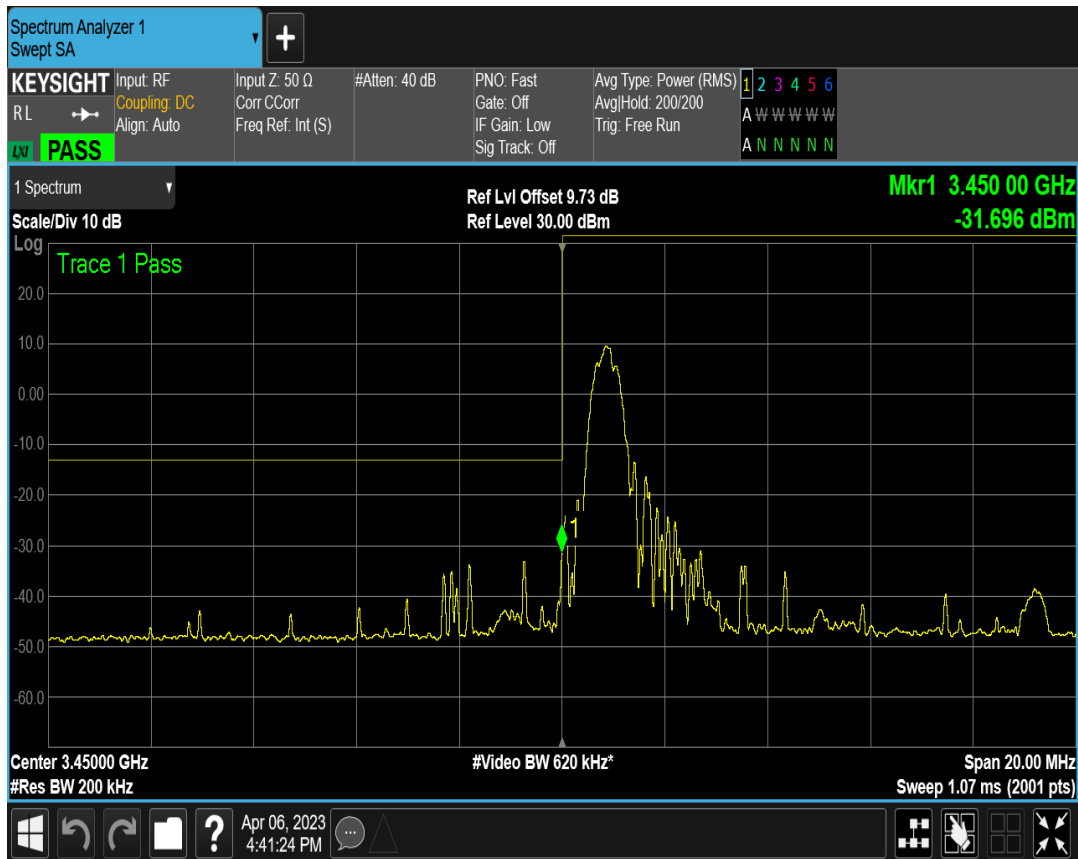 Spectrum Analyzer 1
Swept SA
+
KEYSIGHT
RL
LXI PASS
Input: RF
Coupling: DC
Align: Auto
Input Z: 50 Ω
Corr CCorr
Freq Ref: Int (S)
#Atten: 40 dB
PNO: Fast
Gate: Off
IF Gain: Low
Sig Track: Off
Avg Type: Power (RMS)
Avg|Hold: 200/200
Trig: Free Run
1 2 3 4 5 6
A W W W W W
A N N N N N
1 Spectrum
Scale/Div 10 dB
Ref Lvl Offset 9.73 dB
Ref Level 30.00 dBm
Mkr1 3.450 00 GHz
-31.696 dBm
Log
Trace 1 Pass
20.0
10.0
0.00
-10.0
-20.0
1
-30.0
-40.0
-50.0
-60.0
Center 3.45000 GHz
#Video BW 620 kHz*
Span 20.00 MHz
#Res BW 200 kHz
Sweep 1.07 ms (2001 pts)
?
Apr 06, 2023
4:41:24 PM